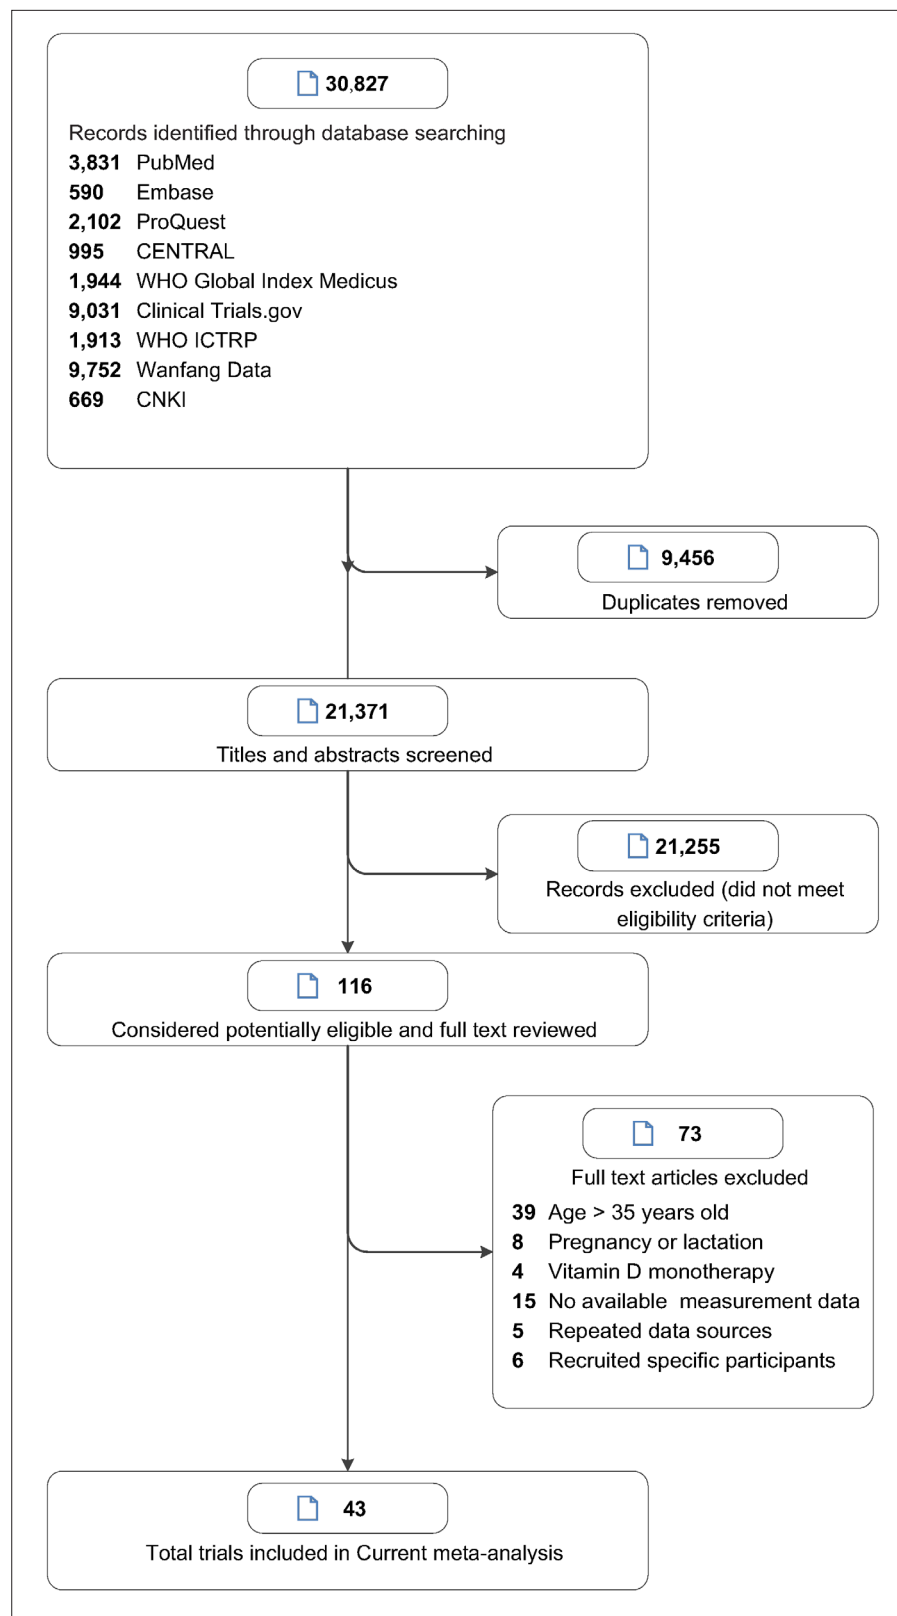 30,827
Records identified through database searching
3,831 PubMed
590 Embase
2,102 ProQuest
995 CENTRAL
1,944 WHO Global Index Medicus
9,031 Clinical Trials.gov
1,913 WHO ICTRP
9,752 Wanfang Data
669 CNKI
9,456
Duplicates removed
21,371
Titles and abstracts screened
21,255
Records excluded (did not meet
eligibility criteria)
116
Considered potentially eligible and full text reviewed
73
Full text articles excluded
39 Age > 35 years old
8 Pregnancy or lactation
4 Vitamin D monotherapy
15 No available measurement data
5 Repeated data sources
6 Recruited specific participants
43
Total trials included in Current meta-analysis